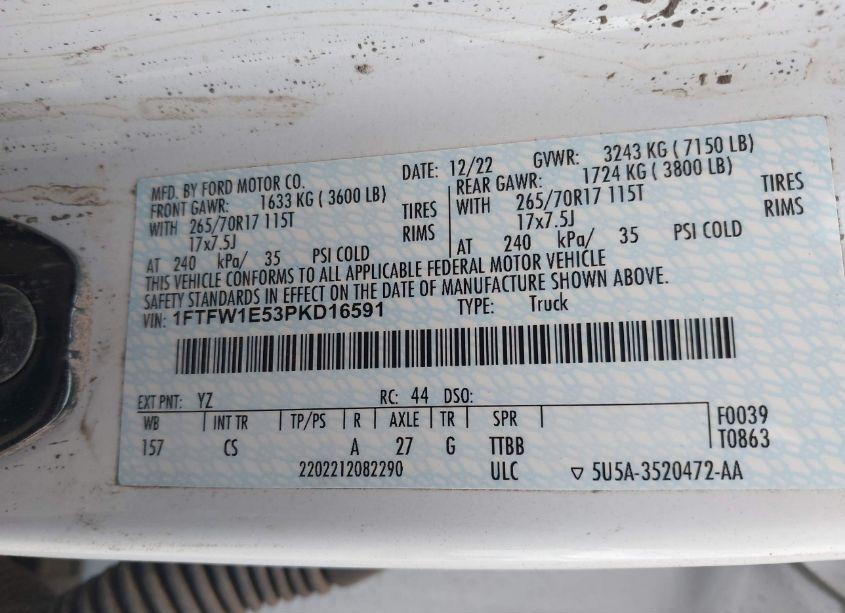 MFD. BY FORD MOTOR CO. DATE: 12/22 GVWR: 3243 KG ( 7150 LB)
FRONT GAWR: 1633 KG ( 3600 LB) REAR GAWR: 1724 KG ( 3800 LB)
WITH 265/70R17 115T TIRES WITH 265/70R17 115T TIRES
17x7.5J RIMS 17x7.5J RIMS
AT 240 kPa/ 35 PSI COLD AT 240 kPa/ 35 PSI COLD
THIS VEHICLE CONFORMS TO ALL APPLICABLE FEDERAL MOTOR VEHICLE
SAFETY STANDARDS IN EFFECT ON THE DATE OF MANUFACTURE SHOWN ABOVE.
VIN: 1FTFW1E53PKD16591 TYPE: Truck
EXT PNT: YZ RC: 44 DSO:
WB INT TR TP/PS R AXLE TR SPR F0039
157 CS A 27 G TTBB T0863
2202212082290 ULC ▽ 5U5A-3520472-AA